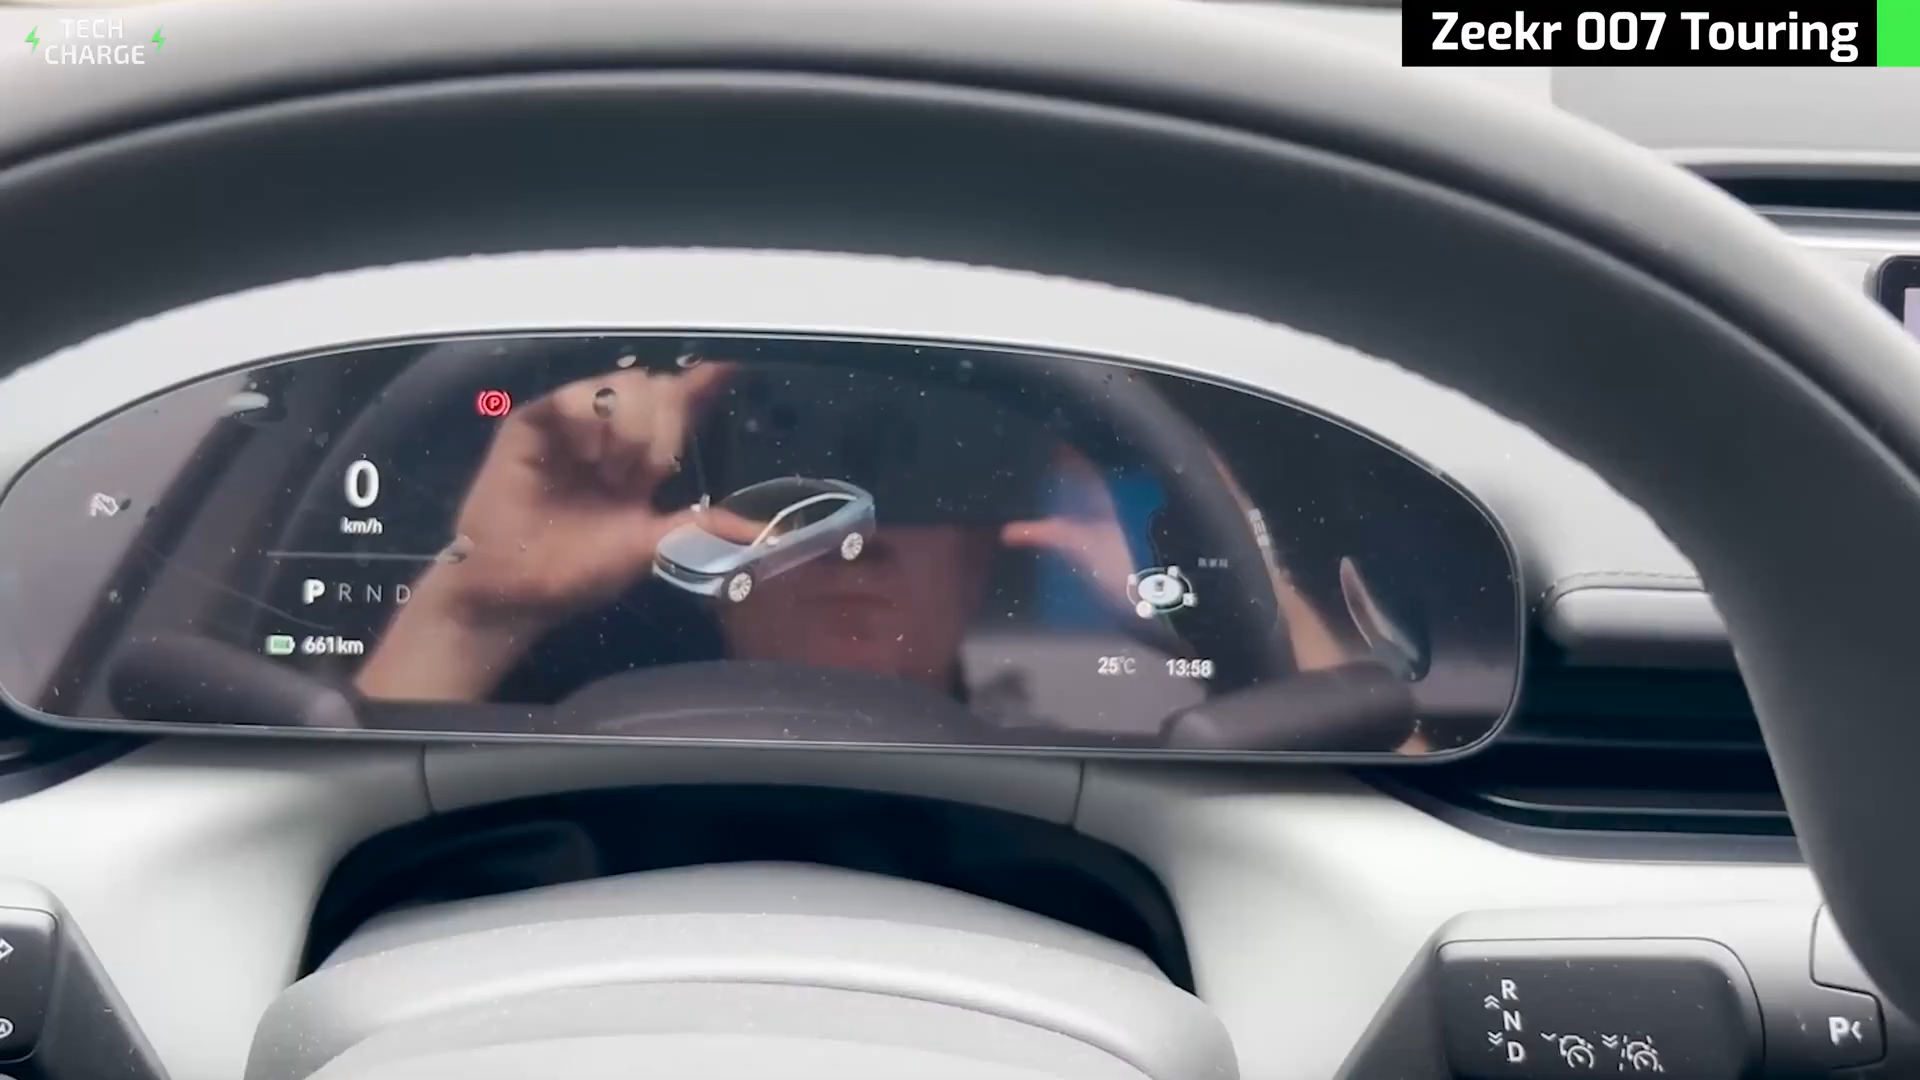 TECH
CHARGE
Zeekr 007 Touring
P
0
km/h
P R N D
661km
25°C 13:58
R
N
D
P